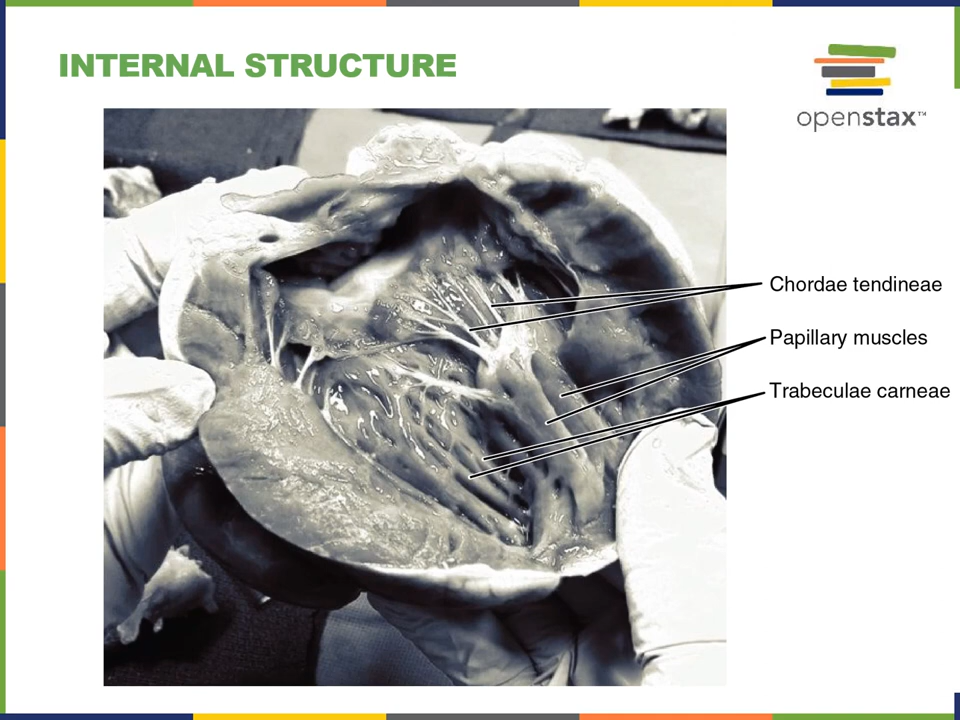 INTERNAL STRUCTURE
openstax™
Chordae tendineae
Papillary muscles
Trabeculae carneae